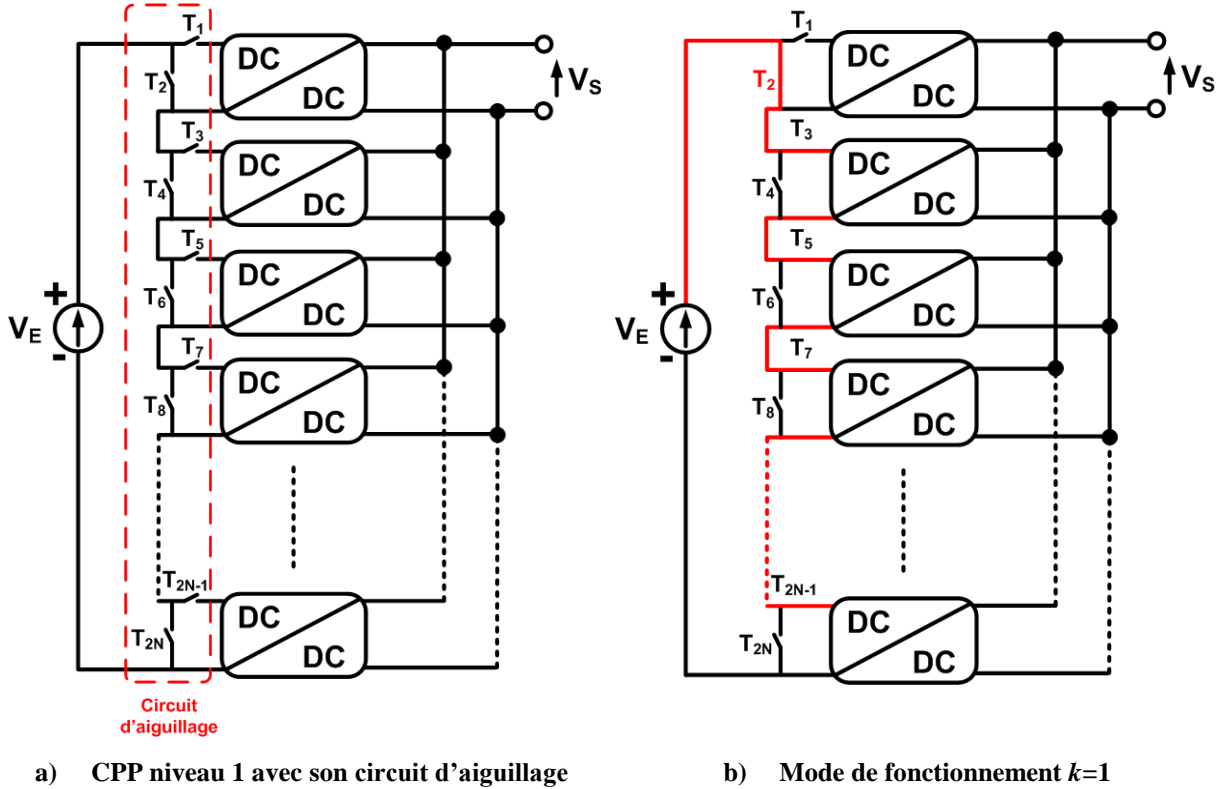 T1
T2
DC
DC
VS
T3
T4
DC
DC
T5
T6
DC
DC
+
VE
-
T7
T8
DC
DC
T2N-1
T2N
DC
DC
Circuit
d'aiguillage
a) CPP niveau 1 avec son circuit d'aiguillage
T1
T2
DC
DC
VS
T3
T4
DC
DC
T5
T6
DC
DC
+
VE
-
T7
T8
DC
DC
T2N-1
T2N
DC
DC
b) Mode de fonctionnement k=1